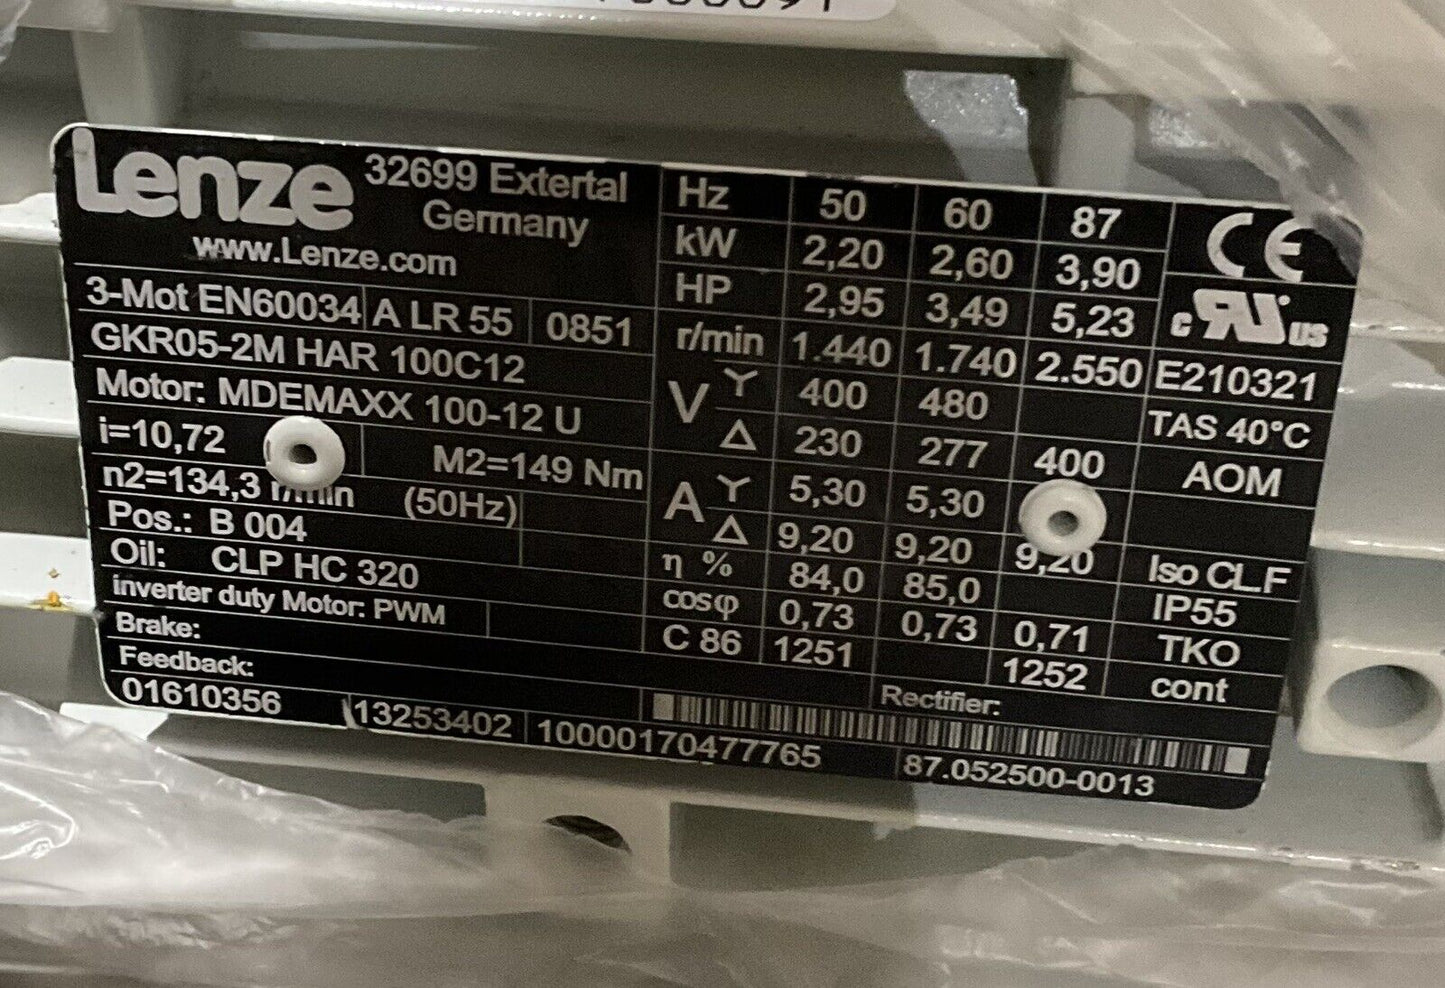 Lenze 32699 Extertal
Germany
www.Lenze.com
3-Mot EN60034 A LR 55 0851
GKR05-2M HAR 100C12
Motor: MDEMAXX 100-12 U
i=10,72 M2=149 Nm
n2=134,3 r/min (50Hz)
Pos.: B 004
Oil: CLP HC 320
inverter duty Motor: PWM
Brake:
Feedback:
01610356 13253402 10000170477765 87.052500-0013
Hz 50 60 87
kW 2,20 2,60 3,90
HP 2,95 3,49 5,23
r/min 1.440 1.740 2.550
V Y 400 480
Δ 230 277 400
A Y 5,30 5,30
Δ 9,20 9,20 9,20
η % 84,0 85,0
cosφ 0,73 0,73 0,71
C 86 1251 1252
Rectifier:
CE
c RU us
E210321
TAS 40°C
AOM
Iso CL.F
IP55
TKO
cont